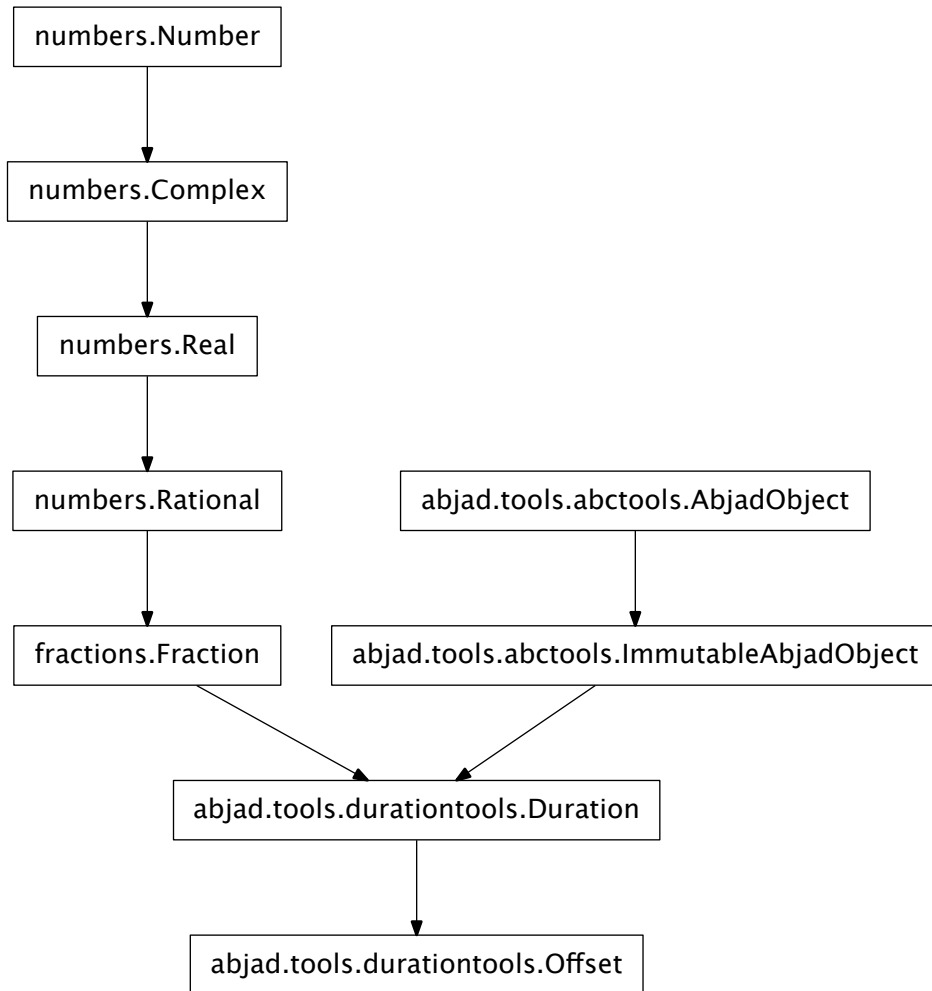 numbers.Number
numbers.Complex
numbers.Real
numbers.Rational
abjad.tools.abctools.AbjadObject
fractions.Fraction
abjad.tools.abctools.ImmutableAbjadObject
abjad.tools.durationtools.Duration
abjad.tools.durationtools.Offset